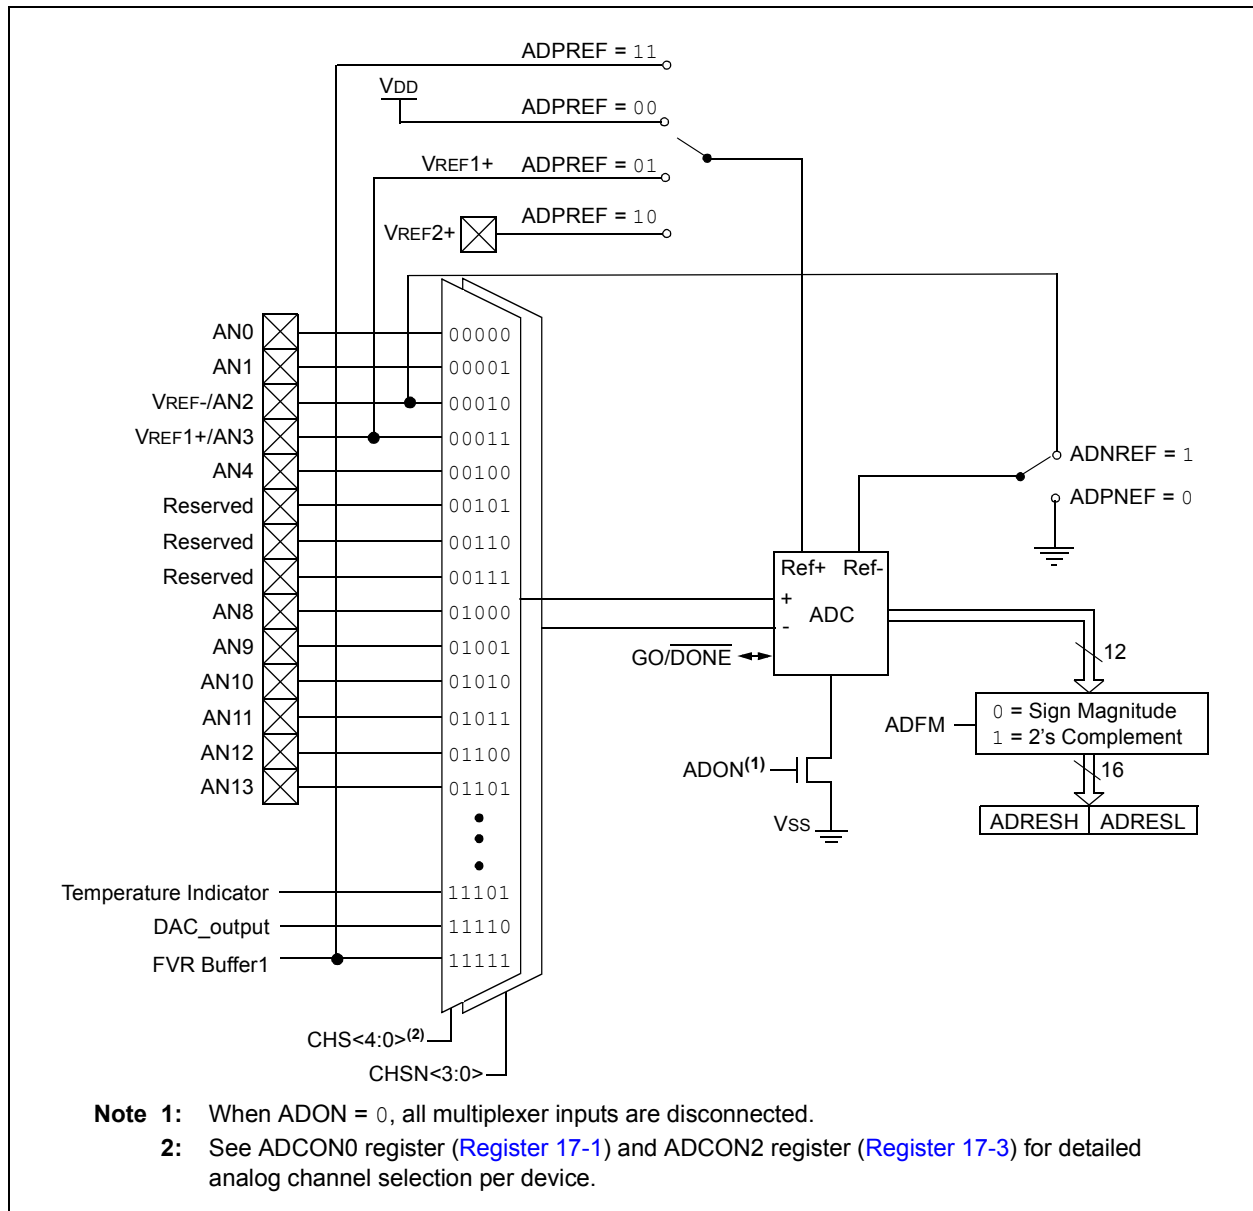 ADPREF = 11
VDD
ADPREF = 00
VREF1+ ADPREF = 01
ADPREF = 10
VREF2+
AN0
00000
AN1
00001
VREF-/AN2
00010
VREF1+/AN3
00011
AN4
00100
Reserved
00101
Reserved
00110
Reserved
00111
AN8
01000
AN9
01001
AN10
01010
AN11
01011
AN12
01100
AN13
01101
Temperature Indicator
11101
DAC_output
11110
FVR Buffer1
11111
CHS<4:0>(2)
CHSN<3:0>
ADNREF = 1
ADPNEF = 0
Ref+ Ref-
+
ADC
-
GO/DONE
12
ADFM
0 = Sign Magnitude
1 = 2's Complement
16
ADON(1)
VSS
ADRESH ADRESL
Note 1: When ADON = 0, all multiplexer inputs are disconnected.
2: See ADCON0 register (Register 17-1) and ADCON2 register (Register 17-3) for detailed
analog channel selection per device.